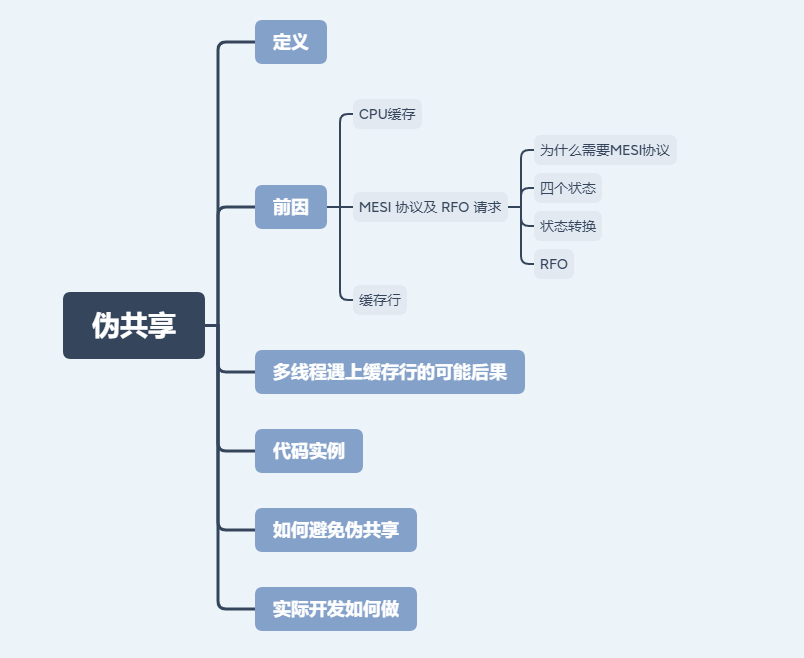 伪共享
定义
前因
CPU缓存
MESI 协议及 RFO 请求
为什么需要MESI协议
四个状态
状态转换
RFO
缓存行
多线程遇上缓存行的可能后果
代码实例
如何避免伪共享
实际开发如何做